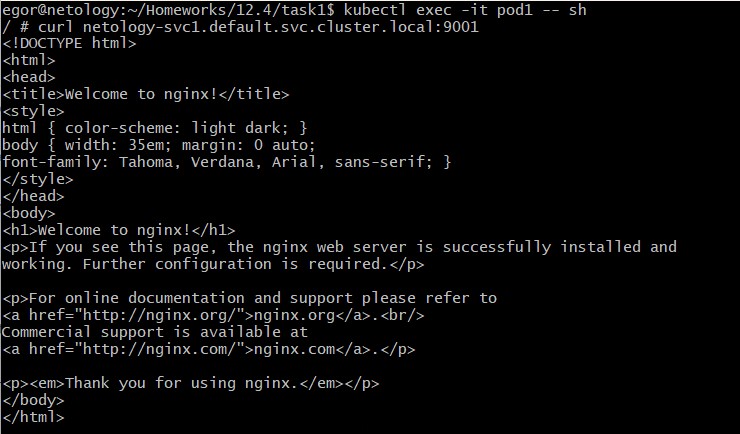 egor@netology:~/Homeworks/12.4/task1$ kubectl exec -it pod1 -- sh
/ # curl netology-svc1.default.svc.cluster.local:9001
<!DOCTYPE html>
<html>
<head>
<title>Welcome to nginx!</title>
<style>
html { color-scheme: light dark; }
body { width: 35em; margin: 0 auto;
font-family: Tahoma, Verdana, Arial, sans-serif; }
</style>
</head>
<body>
<h1>Welcome to nginx!</h1>
<p>If you see this page, the nginx web server is successfully installed and
working. Further configuration is required.</p>

<p>For online documentation and support please refer to
<a href="http://nginx.org/">nginx.org</a>.<br/>
Commercial support is available at
<a href="http://nginx.com/">nginx.com</a>.</p>

<p><em>Thank you for using nginx.</em></p>
</body>
</html>